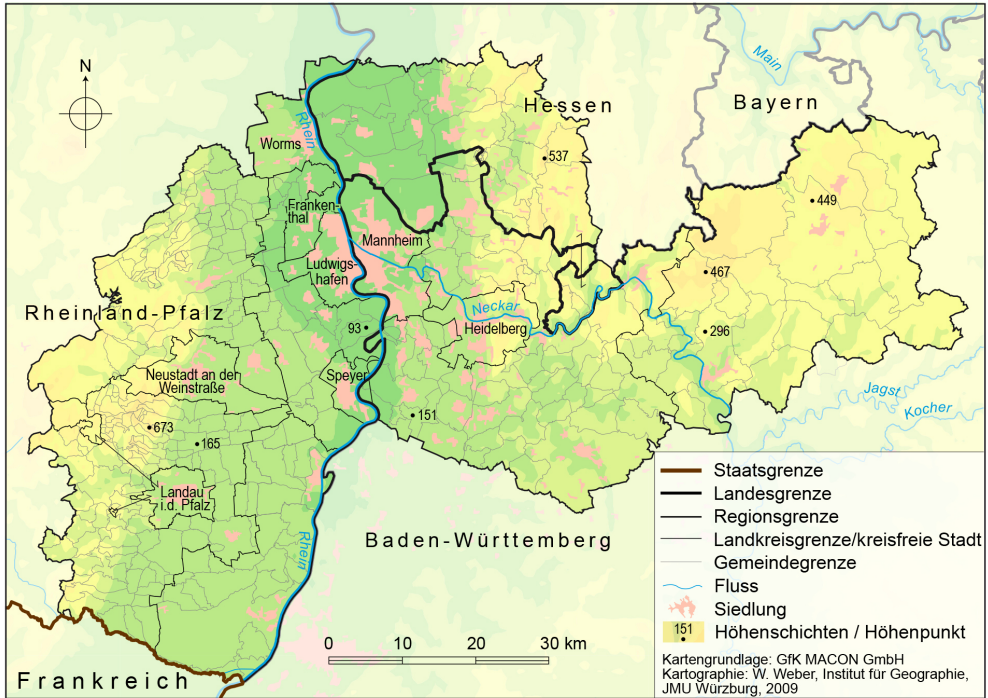 N
Main
Hessen
Bayern
Rhein
Worms
537
449
Franken-
thal
Mannheim
Ludwigs-
hafen
467
Rheinland-Pfalz
Neckar
Heidelberg
93
296
Neustadt an der
Weinstraße
Speyer
Jagst
Kocher
151
673
165
Landau
i.d. Pfalz
Rhein
Baden-Württemberg
Frankreich
0 10 20 30 km
Staatsgrenze
Landesgrenze
Regionsgrenze
Landkreisgrenze/kreisfreie Stadt
Gemeindegrenze
Fluss
Siedlung
151
Höhenschichten / Höhenpunkt
Kartengrundlage: GfK MACON GmbH
Kartographie: W. Weber, Institut für Geographie,
JMU Würzburg, 2009